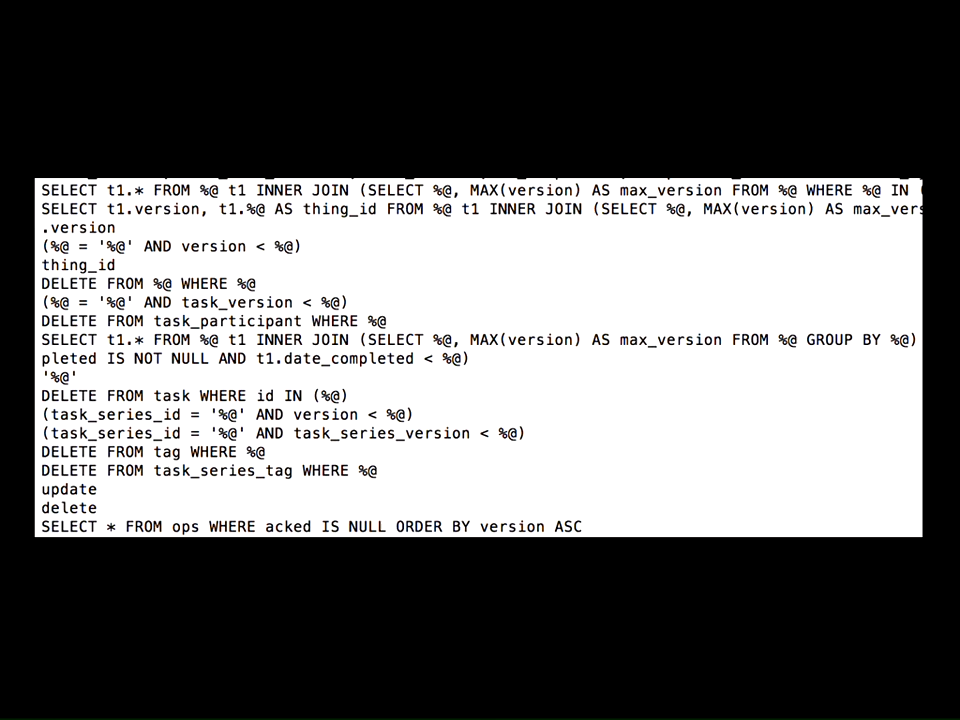 SELECT t1.* FROM %@ t1 INNER JOIN (SELECT %@, MAX(version) AS max_version FROM %@ WHERE %@ IN (
SELECT t1.version, t1.%@ AS thing_id FROM %@ t1 INNER JOIN (SELECT %@, MAX(version) AS max_vers
.version
(%@ = '%@' AND version < %@)
thing_id
DELETE FROM %@ WHERE %@
(%@ = '%@' AND task_version < %@)
DELETE FROM task_participant WHERE %@
SELECT t1.* FROM %@ t1 INNER JOIN (SELECT %@, MAX(version) AS max_version FROM %@ GROUP BY %@)
pleted IS NOT NULL AND t1.date_completed < %@)
'%@'
DELETE FROM task WHERE id IN (%@)
(task_series_id = '%@' AND version < %@)
(task_series_id = '%@' AND task_series_version < %@)
DELETE FROM tag WHERE %@
DELETE FROM task_series_tag WHERE %@
update
delete
SELECT * FROM ops WHERE acked IS NULL ORDER BY version ASC